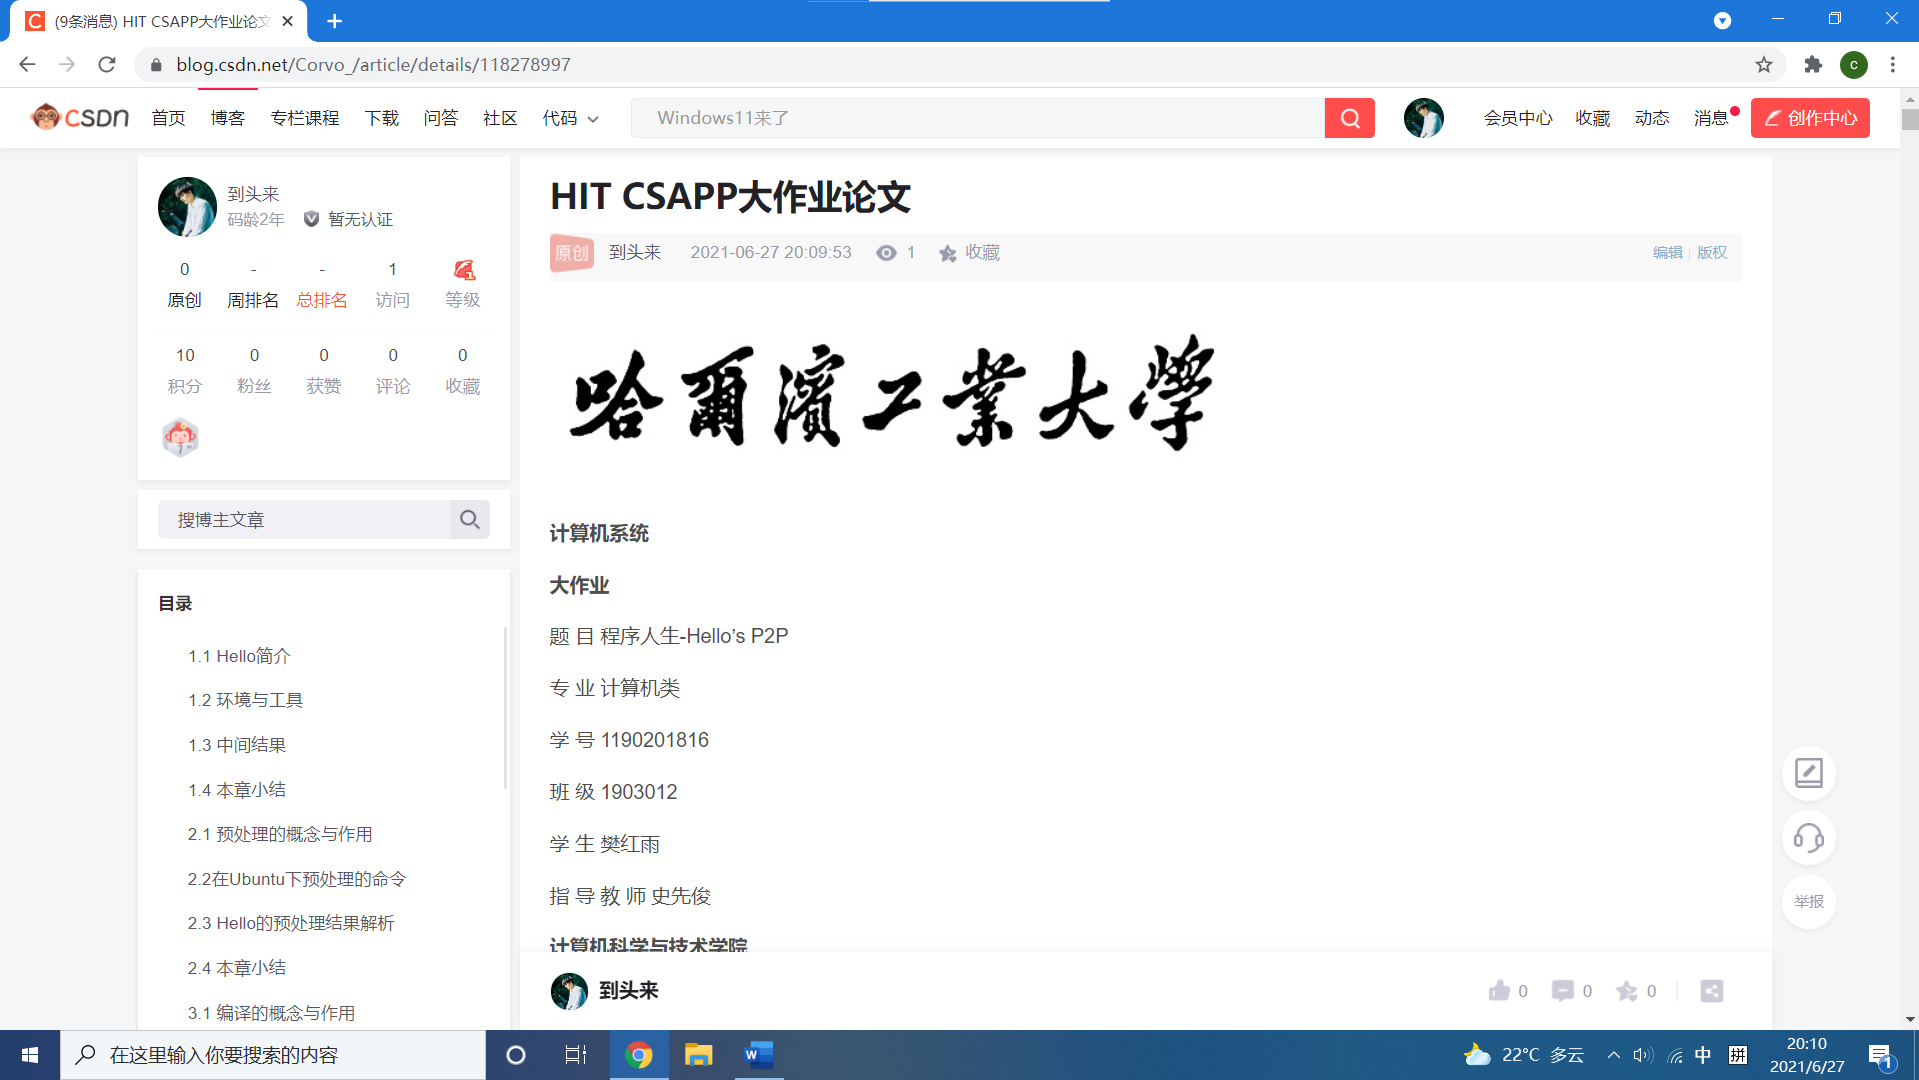 (9条消息) HIT CSAPP大作业论文
blog.csdn.net/Corvo_/article/details/118278997
C
CSDN 首页 博客 专栏课程 下载 问答 社区 代码 Windows11来了 会员中心 收藏 动态 消息 创作中心
到头来
码龄2年 暂无认证
0 - - 1
原创 周排名 总排名 访问 等级
10 0 0 0 0
积分 粉丝 获赞 评论 收藏
搜博主文章
目录
1.1 Hello简介
1.2 环境与工具
1.3 中间结果
1.4 本章小结
2.1 预处理的概念与作用
2.2在Ubuntu下预处理的命令
2.3 Hello的预处理结果解析
2.4 本章小结
3.1 编译的概念与作用
HIT CSAPP大作业论文
原创 到头来 2021-06-27 20:09:53 1 收藏 编辑 | 版权
哈爾濱工業大學
计算机系统
大作业
题 目 程序人生-Hello’s P2P
专 业 计算机类
学 号 1190201816
班 级 1903012
学 生 樊红雨
指 导 教 师 史先俊
计算机科学与技术学院
到头来 0 0 0
举报
在这里输入你要搜索的内容
22°C 多云 中 拼 20:10
2021/6/27
1